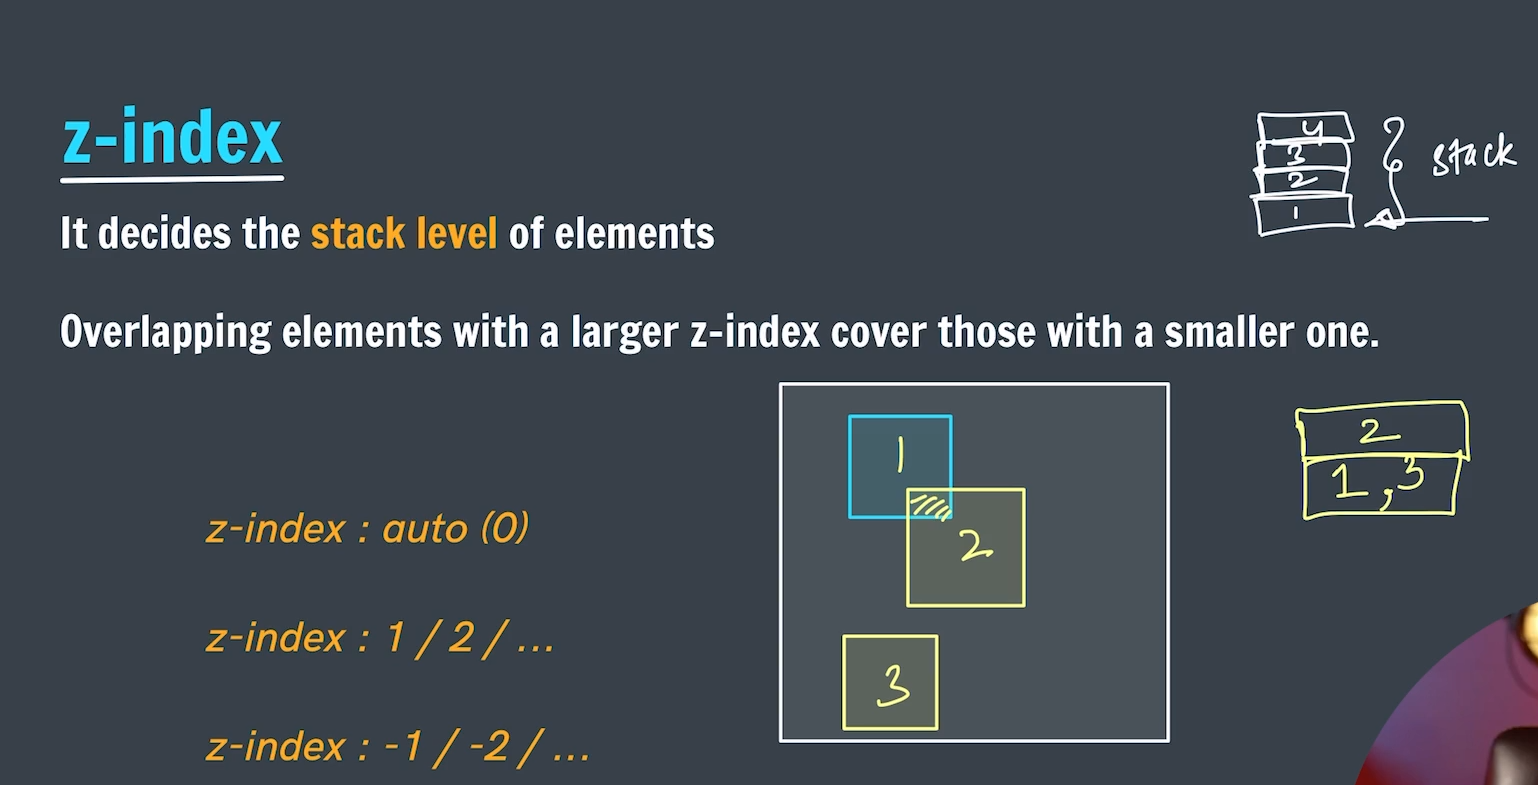 z-index
It decides the stack level of elements
Overlapping elements with a larger z-index cover those with a smaller one.
z-index : auto (0)
z-index : 1 / 2 / ...
z-index : -1 / -2 / ...
4
3
2
1
stack
1
2
3
2
1,3